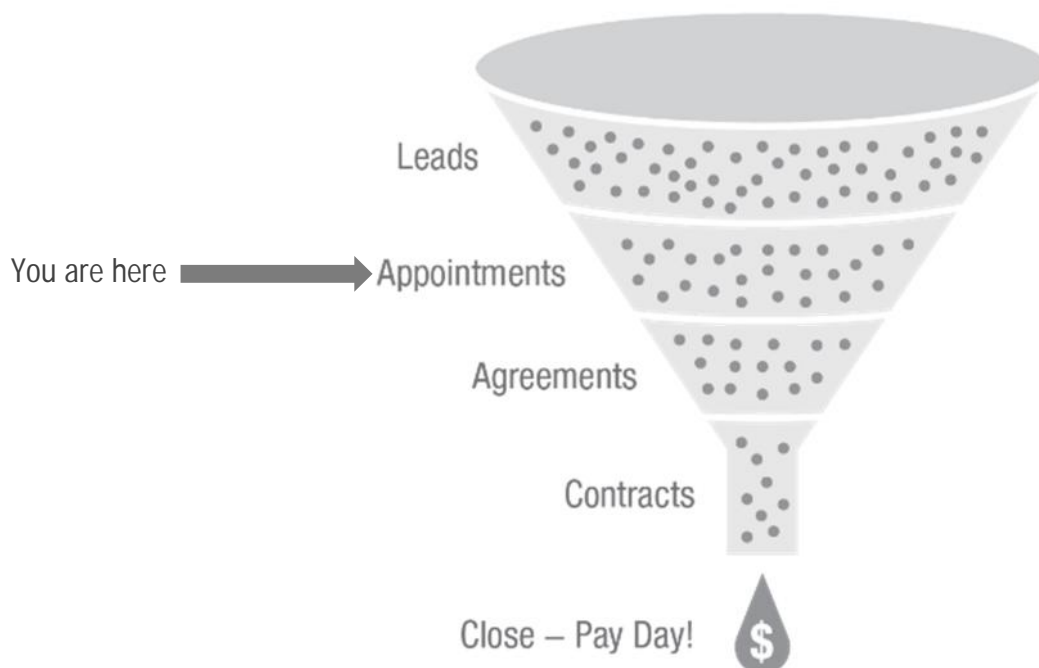 Leads
You are here
Appointments
Agreements
Contracts
Close – Pay Day!
$